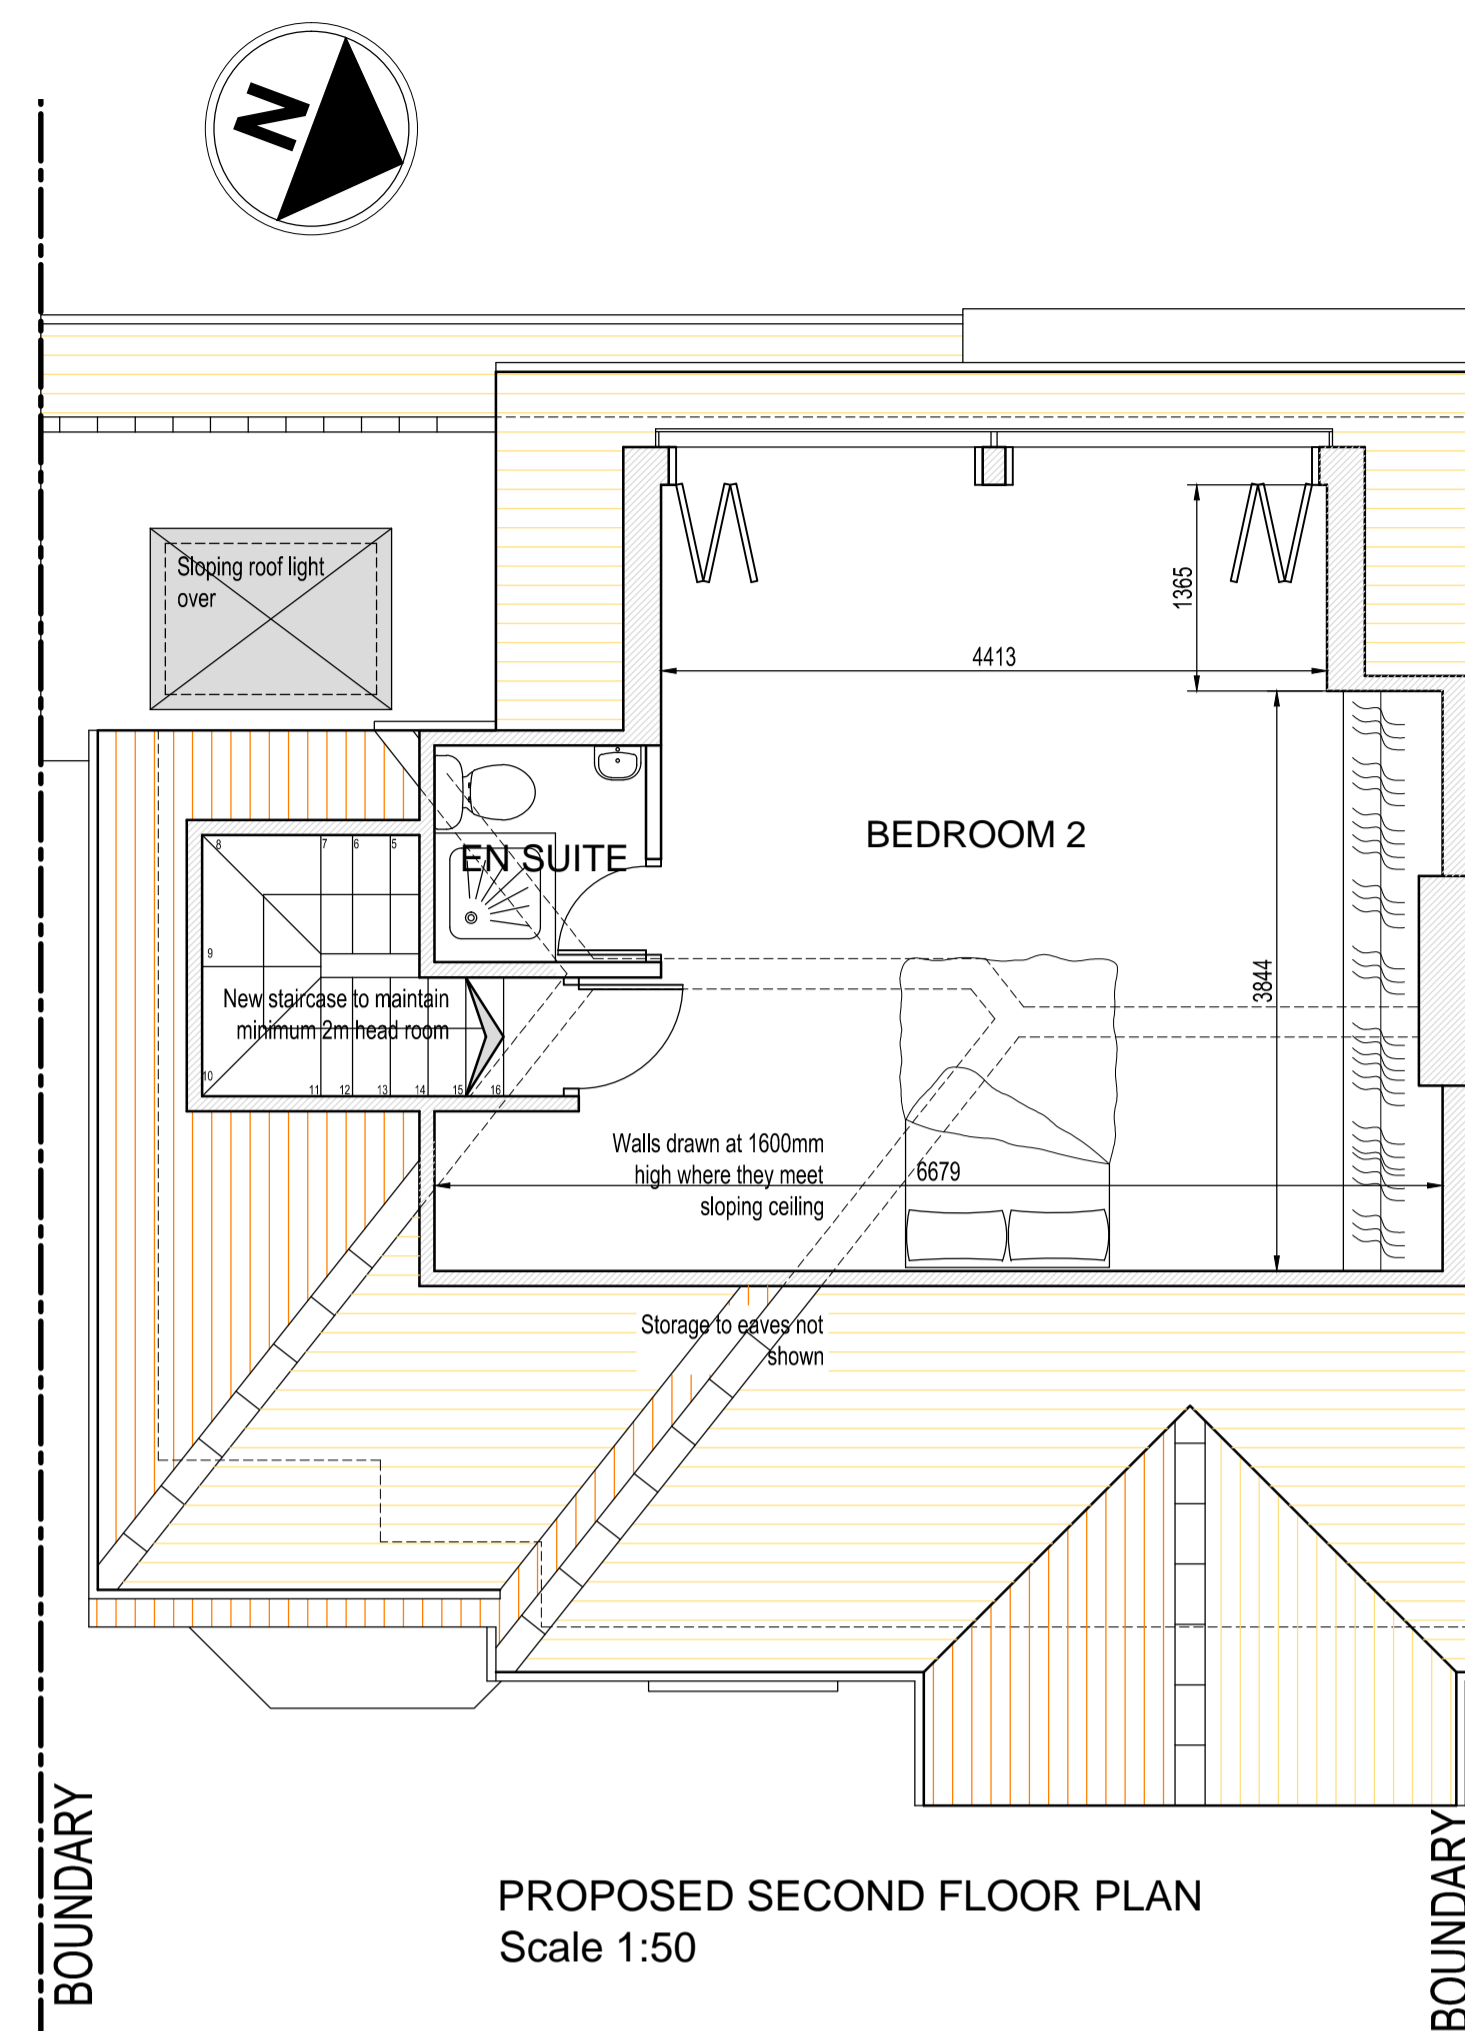 N
Sloping roof light
over
1365
4413
BEDROOM 2
EN SUITE
8
7
6
5
9
3844
New staircase to maintain
minimum 2m head room
10
11
12
13
14
15
16
Walls drawn at 1600mm
high where they meet
sloping ceiling
6679
Storage to eaves not
shown
BOUNDARY
BOUNDARY
PROPOSED SECOND FLOOR PLAN
Scale 1:50